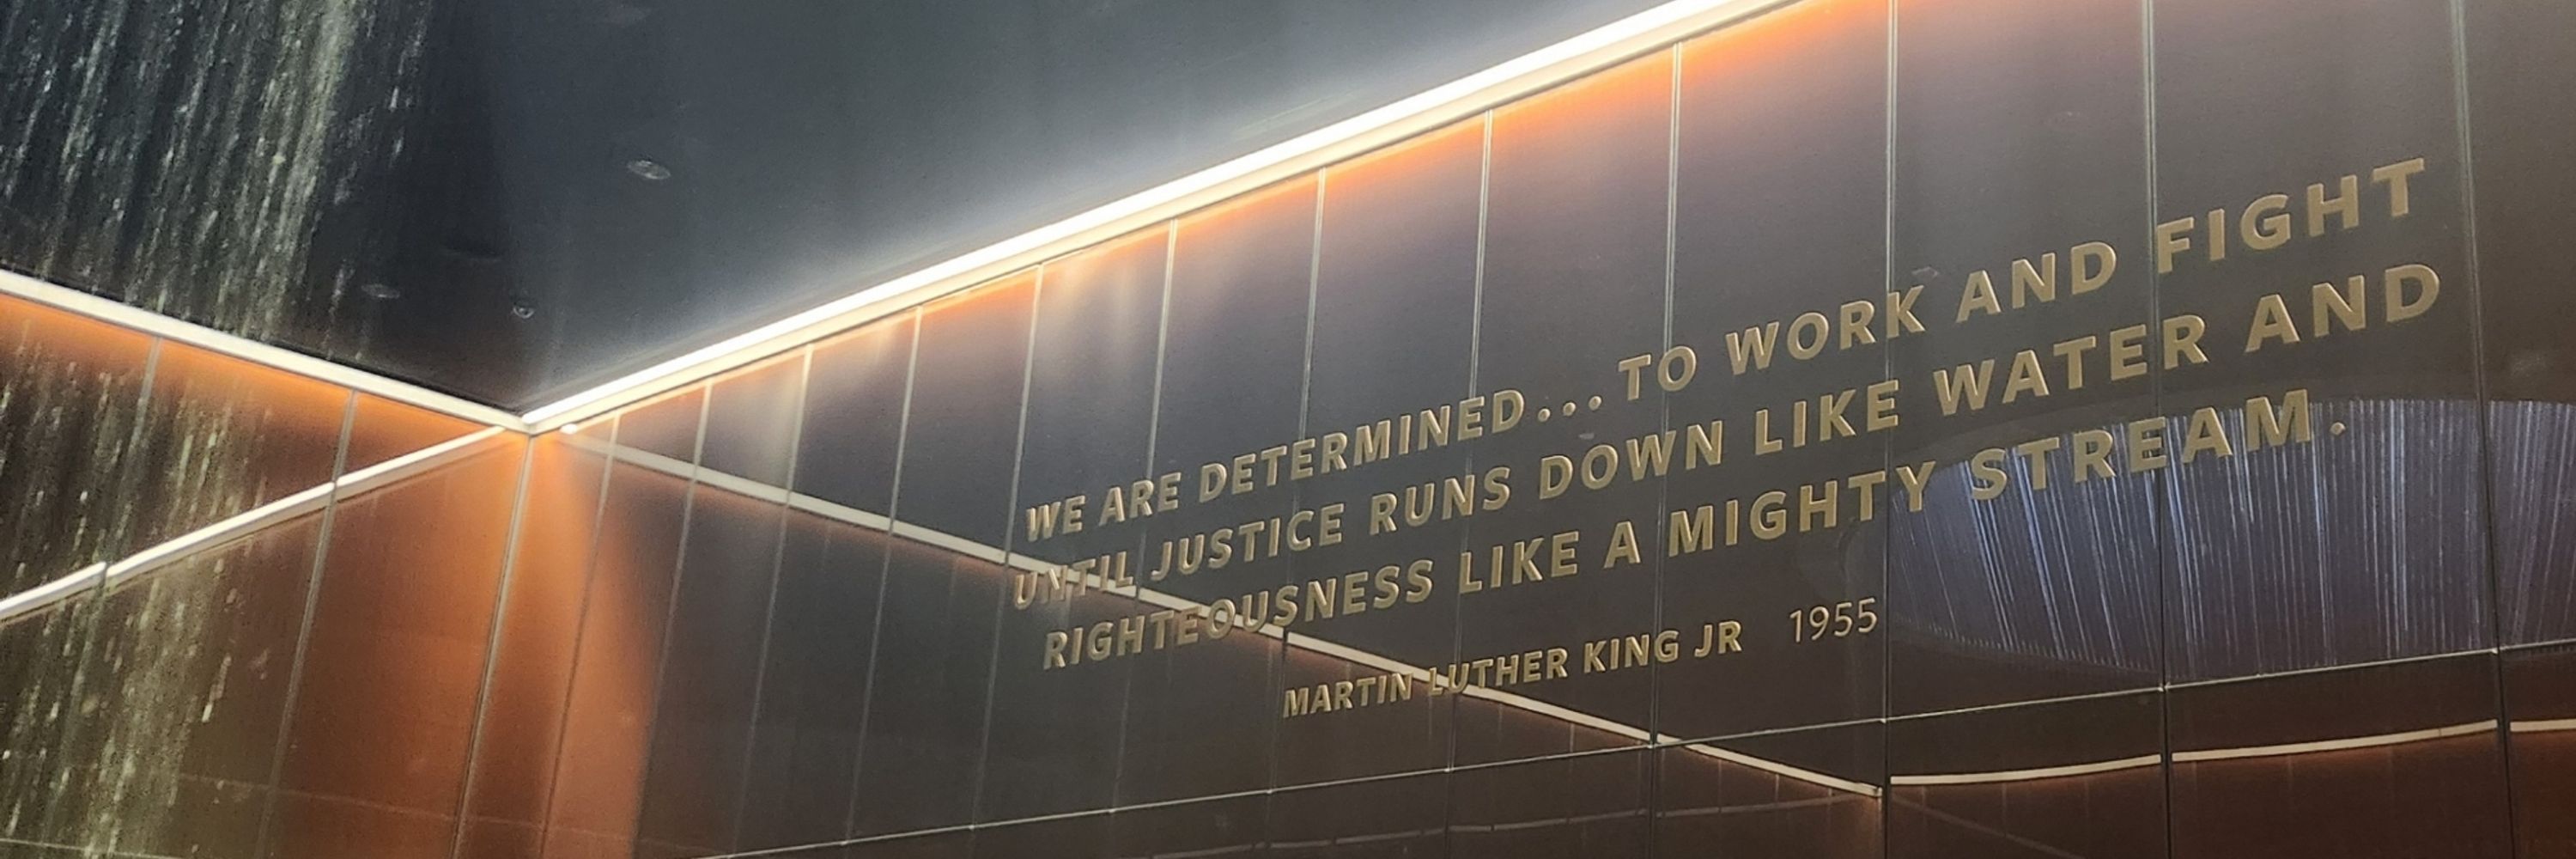 WE ARE DETERMINED...TO WORK AND FIGHT
UNTIL JUSTICE RUNS DOWN LIKE WATER AND
RIGHTEOUSNESS LIKE A MIGHTY STREAM.
MARTIN LUTHER KING JR 1955